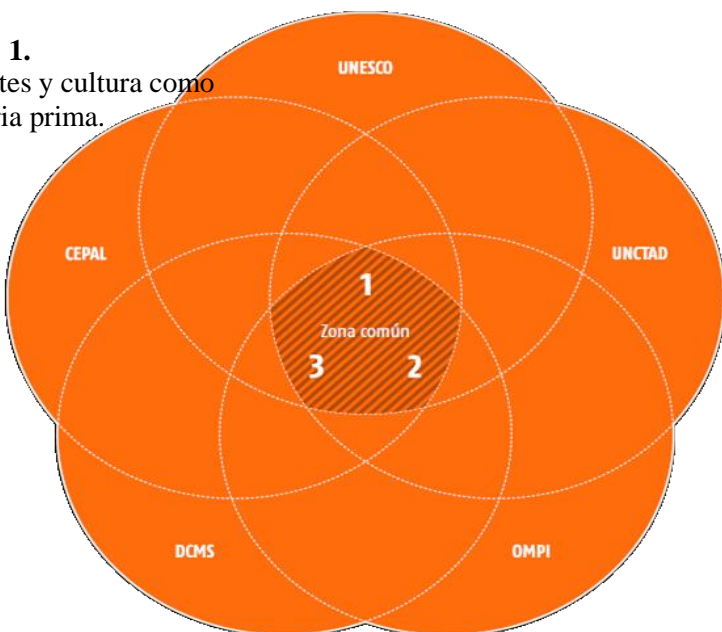 1.
tes y cultura como
ia prima.
UNESCO
CEPAL
UNCTAD
1
Zona común
3 2
DCMS
OMPI